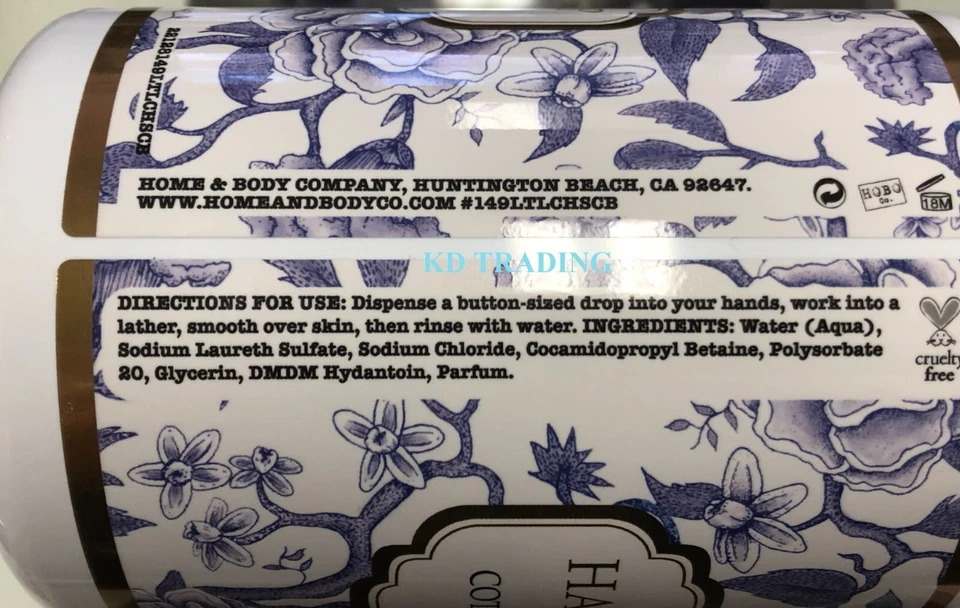 HOME & BODY COMPANY, HUNTINGTON BEACH, CA 92647.
WWW.HOMEANDBODYCO.COM #149LTLCHSCB
HOBO
Co.
18M
KD TRADING
DIRECTIONS FOR USE: Dispense a button-sized drop into your hands, work into a
lather, smooth over skin, then rinse with water. INGREDIENTS: Water (Aqua),
Sodium Laureth Sulfate, Sodium Chloride, Cocamidopropyl Betaine, Polysorbate
20, Glycerin, DMDM Hydantoin, Parfum.
cruelty
free
HA